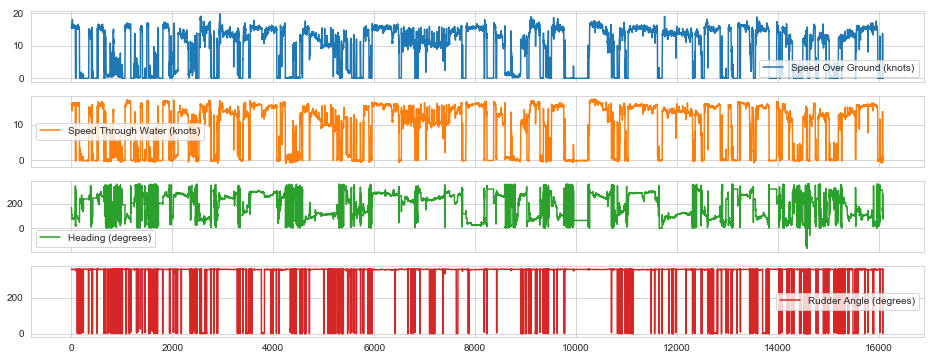 20
10
0
Speed Over Ground (knots)
10
0
Speed Through Water (knots)
200
0
Heading (degrees)
200
0
Rudder Angle (degrees)
0 2000 4000 6000 8000 10000 12000 14000 16000